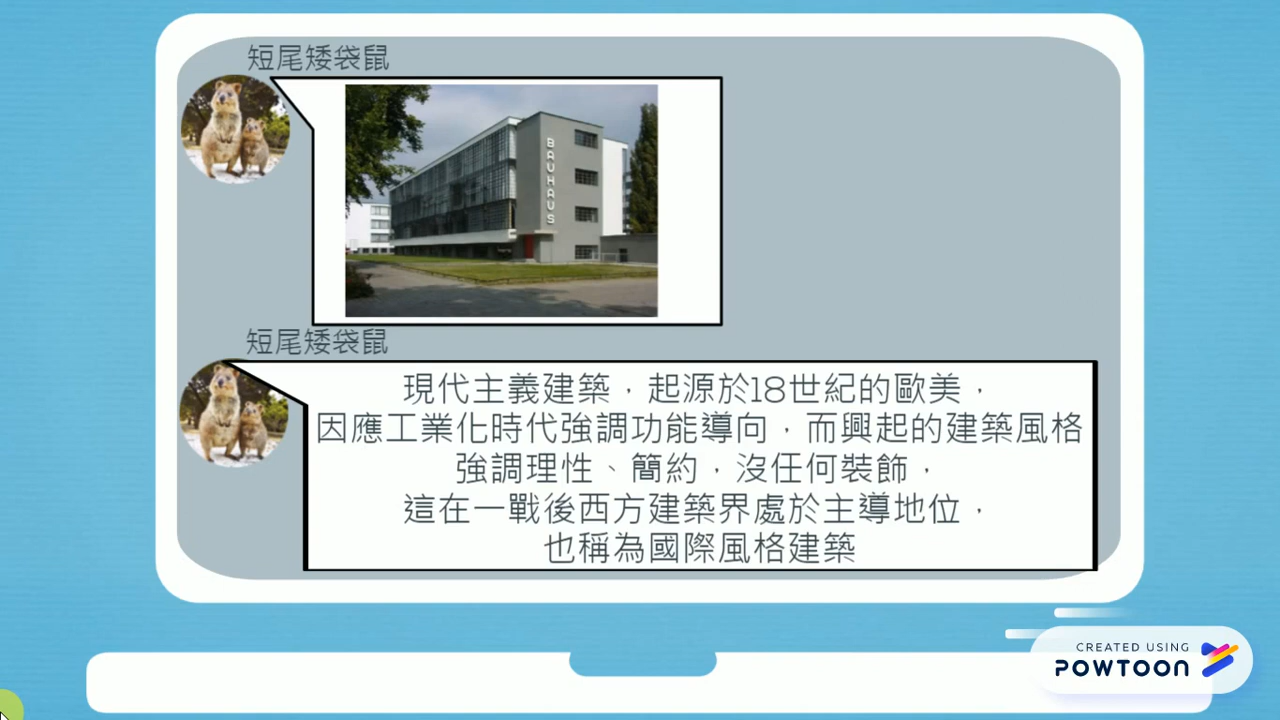 短尾矮袋鼠
BAUHAUS
短尾矮袋鼠
現代主義建築，起源於18世紀的歐美，
因應工業化時代強調功能導向，而興起的建築風格
強調理性、簡約，沒任何裝飾，
這在一戰後西方建築界處於主導地位，
也稱為國際風格建築
CREATED USING
POWTOON